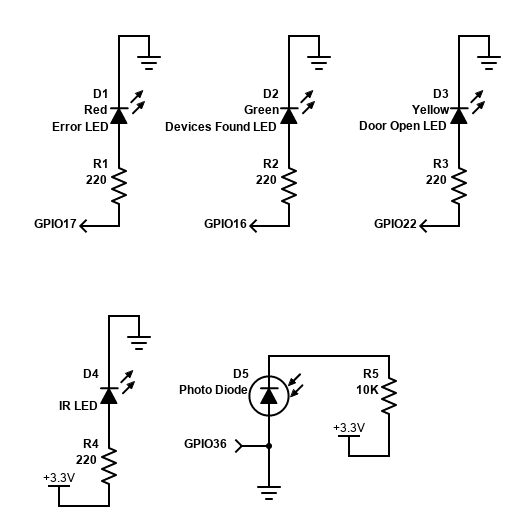 D1
Red
Error LED
R1
220
GPIO17
D2
Green
Devices Found LED
R2
220
GPIO16
D3
Yellow
Door Open LED
R3
220
GPIO22
D4
IR LED
R4
220
+3.3V
D5
Photo Diode
GPIO36
R5
10K
+3.3V